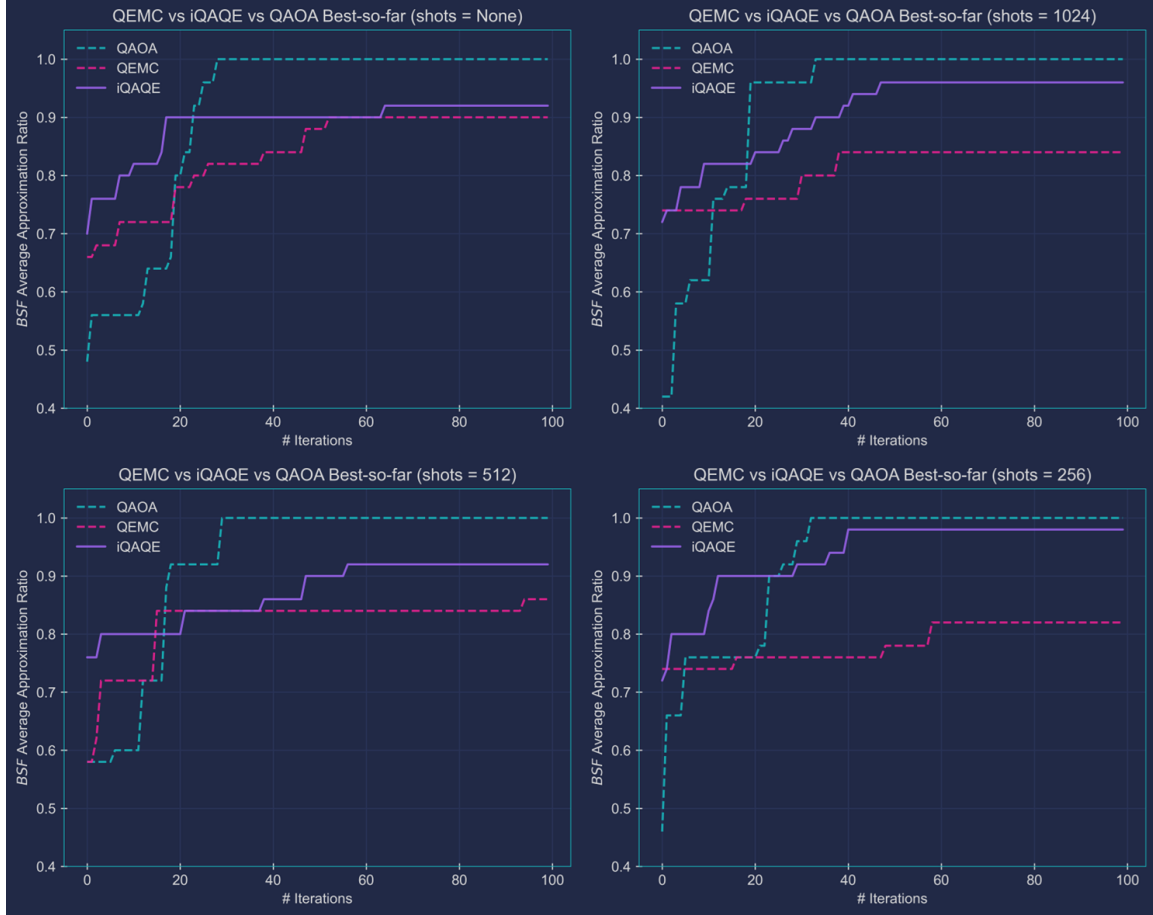 QEMC vs iQAQE vs QAOA Best-so-far (shots = None)
QAOA
QEMC
iQAQE
BSF Average Approximation Ratio
1.0
0.9
0.8
0.7
0.6
0.5
0.4
0 20 40 60 80 100
# Iterations
QEMC vs iQAQE vs QAOA Best-so-far (shots = 1024)
QAOA
QEMC
iQAQE
BSF Average Approximation Ratio
1.0
0.9
0.8
0.7
0.6
0.5
0.4
0 20 40 60 80 100
# Iterations
QEMC vs iQAQE vs QAOA Best-so-far (shots = 512)
QAOA
QEMC
iQAQE
BSF Average Approximation Ratio
1.0
0.9
0.8
0.7
0.6
0.5
0.4
0 20 40 60 80 100
# Iterations
QEMC vs iQAQE vs QAOA Best-so-far (shots = 256)
QAOA
QEMC
iQAQE
BSF Average Approximation Ratio
1.0
0.9
0.8
0.7
0.6
0.5
0.4
0 20 40 60 80 100
# Iterations